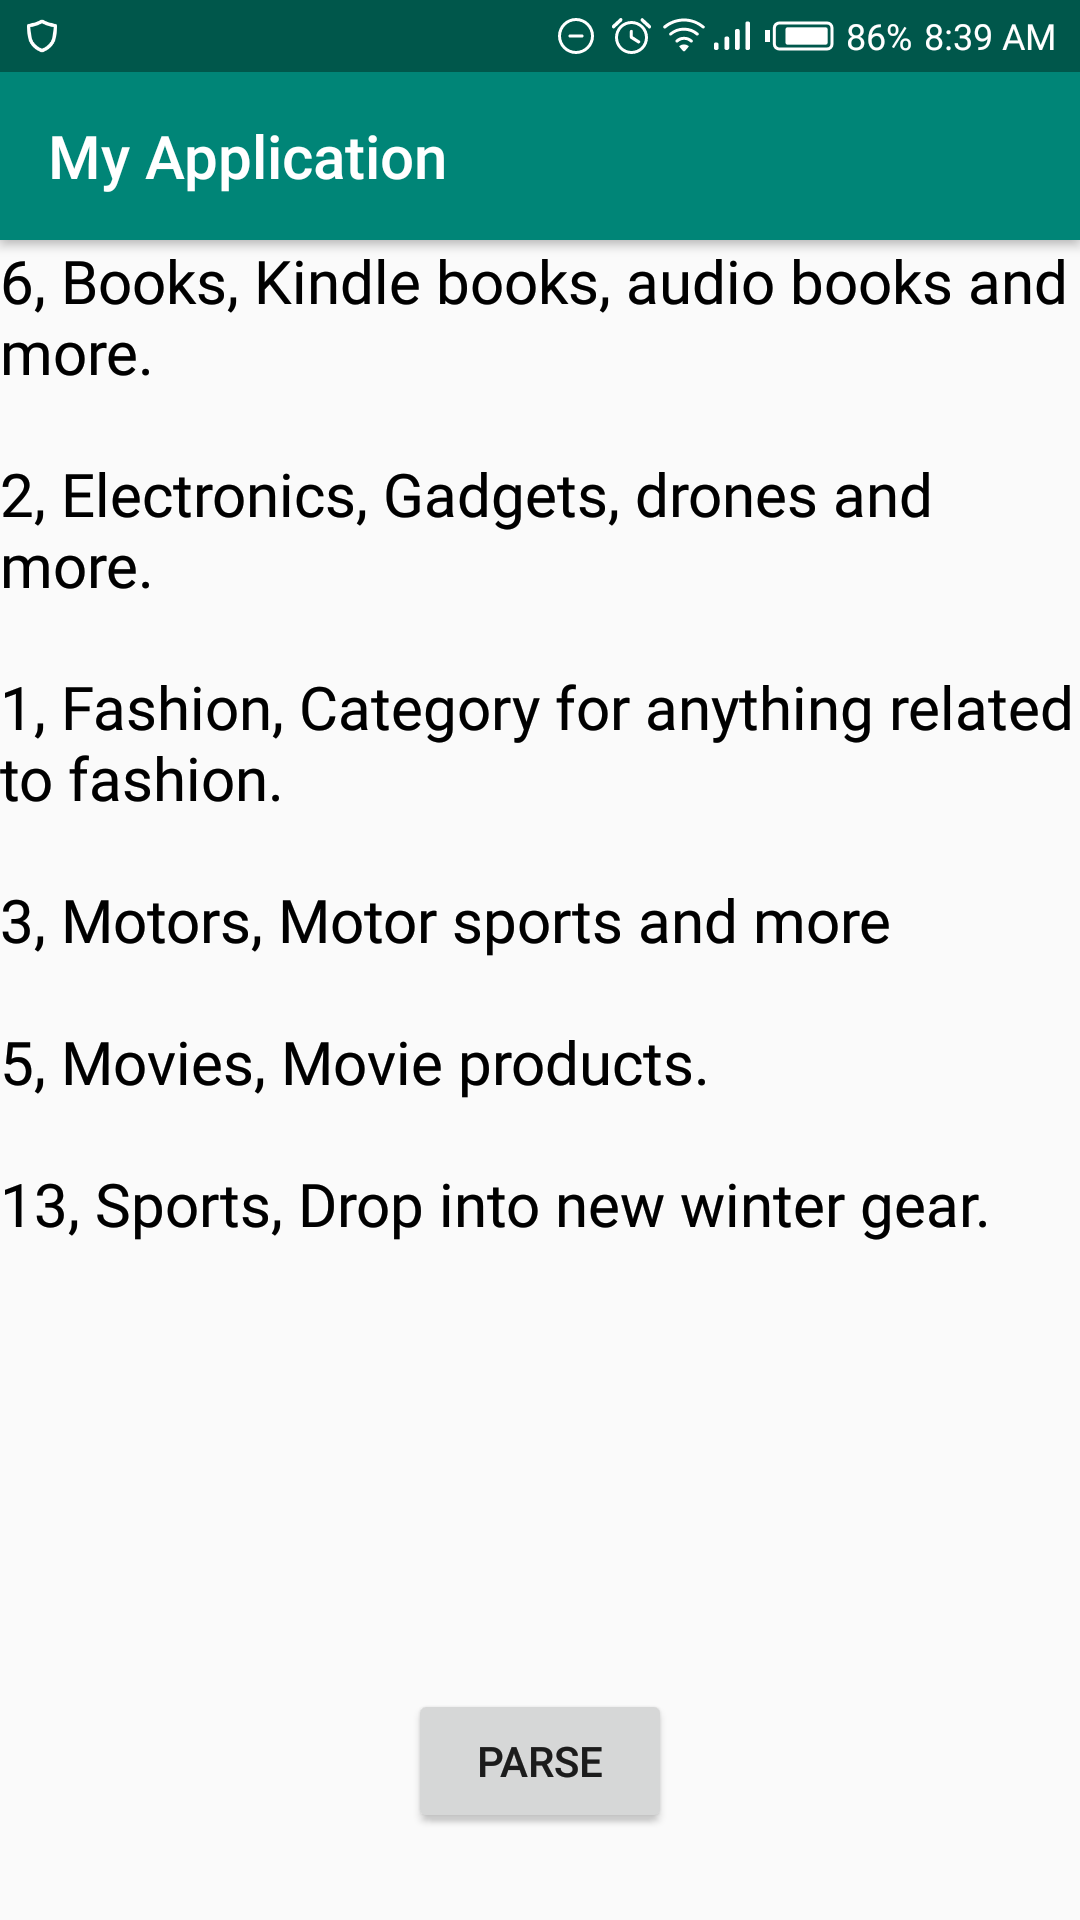 86% 8:39 AM
My Application
6, Books, Kindle books, audio books and
more.
2, Electronics, Gadgets, drones and
more.
1, Fashion, Category for anything related
to fashion.
3, Motors, Motor sports and more
5, Movies, Movie products.
13, Sports, Drop into new winter gear.
PARSE